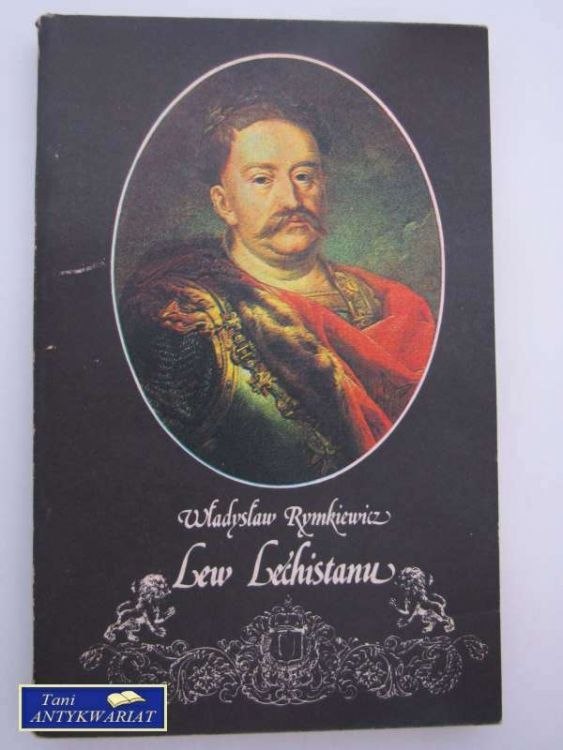 Władysław Rymkiewicz
Lew Lechistanu
Tani
ANTYKWARIAT